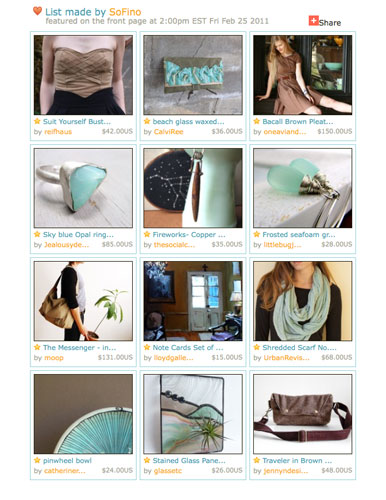 List made by SoFino
featured on the front page at 2:00pm EST Fri Feb 25 2011
Share
Suit Yourself Bust...
by reifhaus $42.00US
beach glass waxed...
by CalviRee $36.00US
Bacall Brown Pleat...
by oneaviand... $150.00US
Sky blue Opal ring...
by Jealousyde... $85.00US
Fireworks- Copper ...
by thesocialc... $35.00US
Frosted seafoam gr...
by littlebugj... $28.00US
The Messenger - in...
by moop $131.00US
Note Cards Set of ...
by lloydgalle... $15.00US
Shredded Scarf No....
by UrbanRevis... $68.00US
pinwheel bowl
by catheriner... $24.00US
Stained Glass Pane...
by glassetc $26.00US
Traveler in Brown ...
by jennyndesi... $48.00US